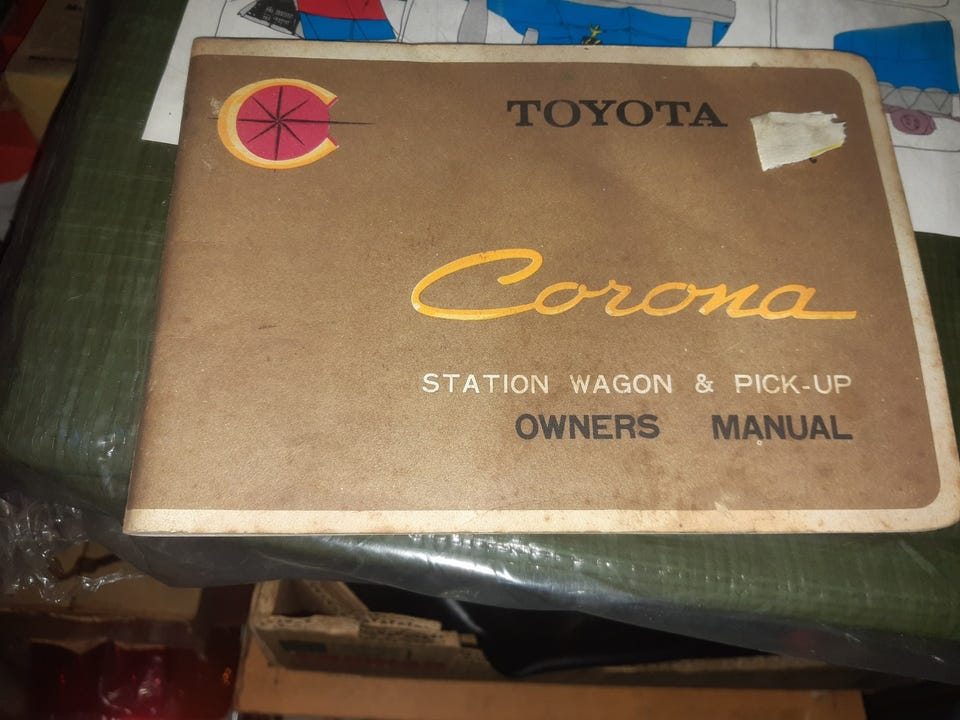 TOYOTA
Corona
STATION WAGON & PICK-UP
OWNERS MANUAL